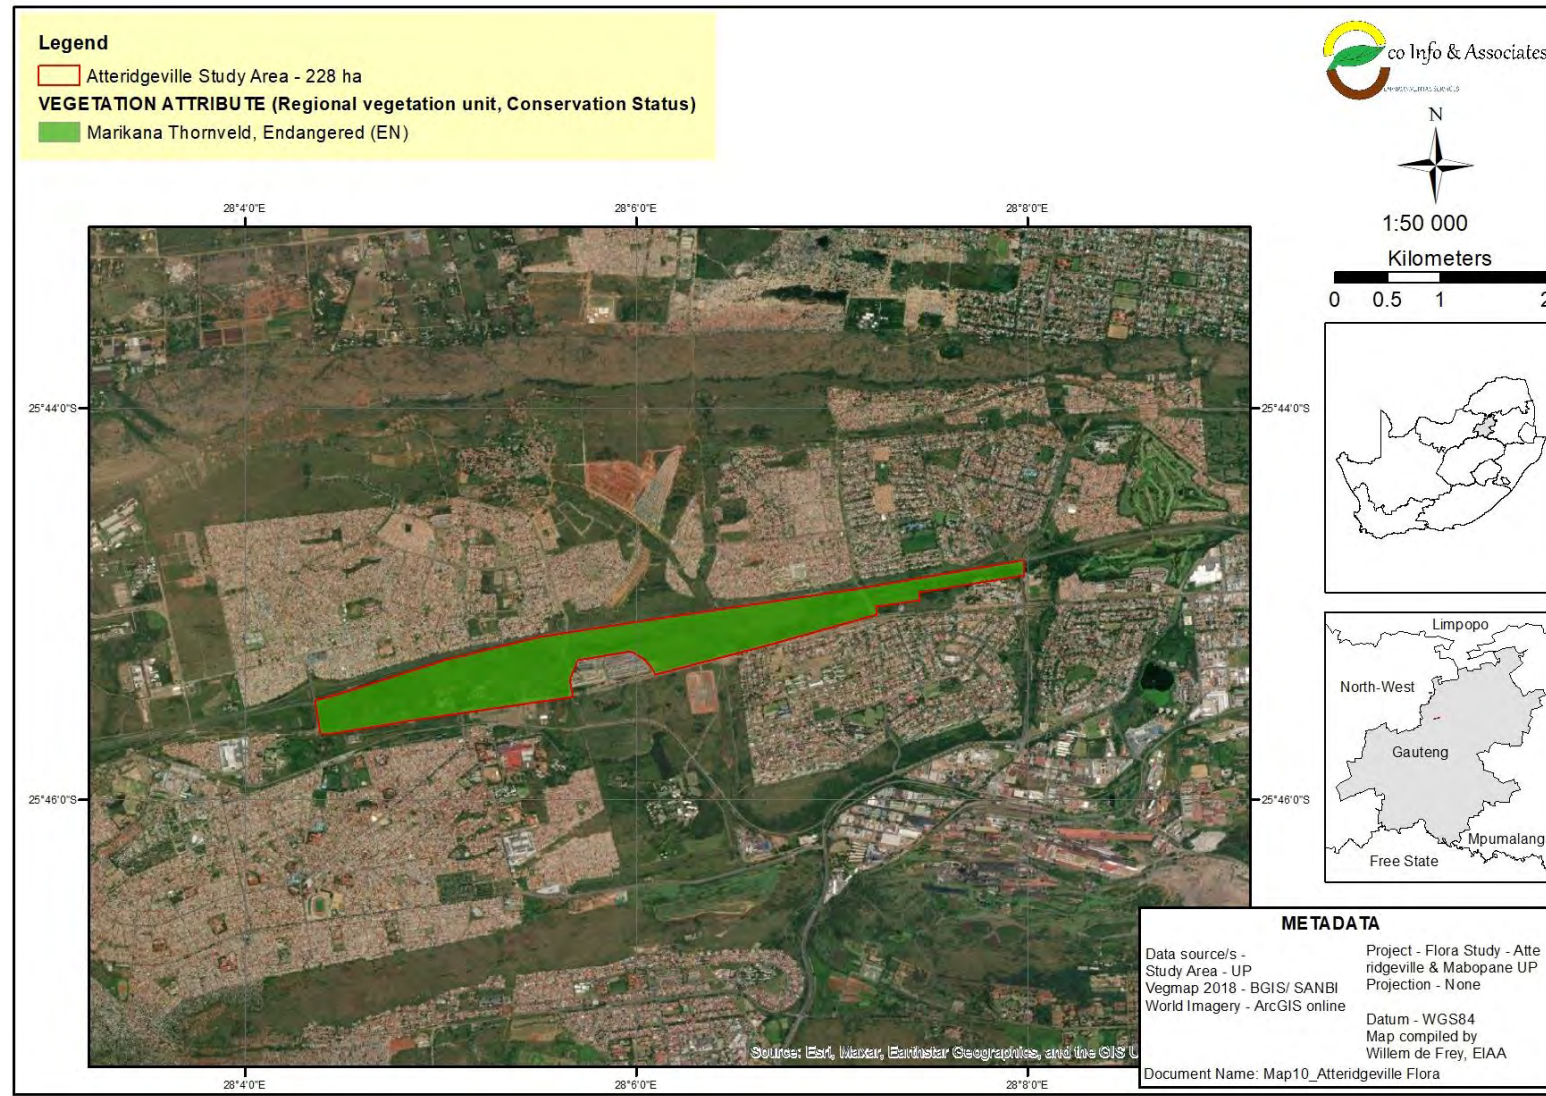 Legend
Atteridgeville Study Area - 228 ha
VEGETATION ATTRIBUTE (Regional vegetation unit, Conservation Status)
Marikana Thornveld, Endangered (EN)
co Info & Associates
N
1:50 000
Kilometers
0 0.5 1 2
28°4'0"E 28°6'0"E 28°8'0"E
25°44'0"S 25°44'0"S
25°46'0"S 25°46'0"S
28°4'0"E 28°6'0"E 28°8'0"E
Source: Esri, Maxar, Earthstar Geographics, and the GIS U
Limpopo
North-West
Gauteng
Mpumalang
Free State
METADATA
Data source/s -
Study Area - UP
Vegmap 2018 - BGIS/ SANBI
World Imagery - ArcGIS online
Project - Flora Study - Atte
ridgeville & Mabopane UP
Projection - None
Datum - WGS84
Map compiled by
Willem de Frey, EIAA
Document Name: Map10_Atteridgeville Flora